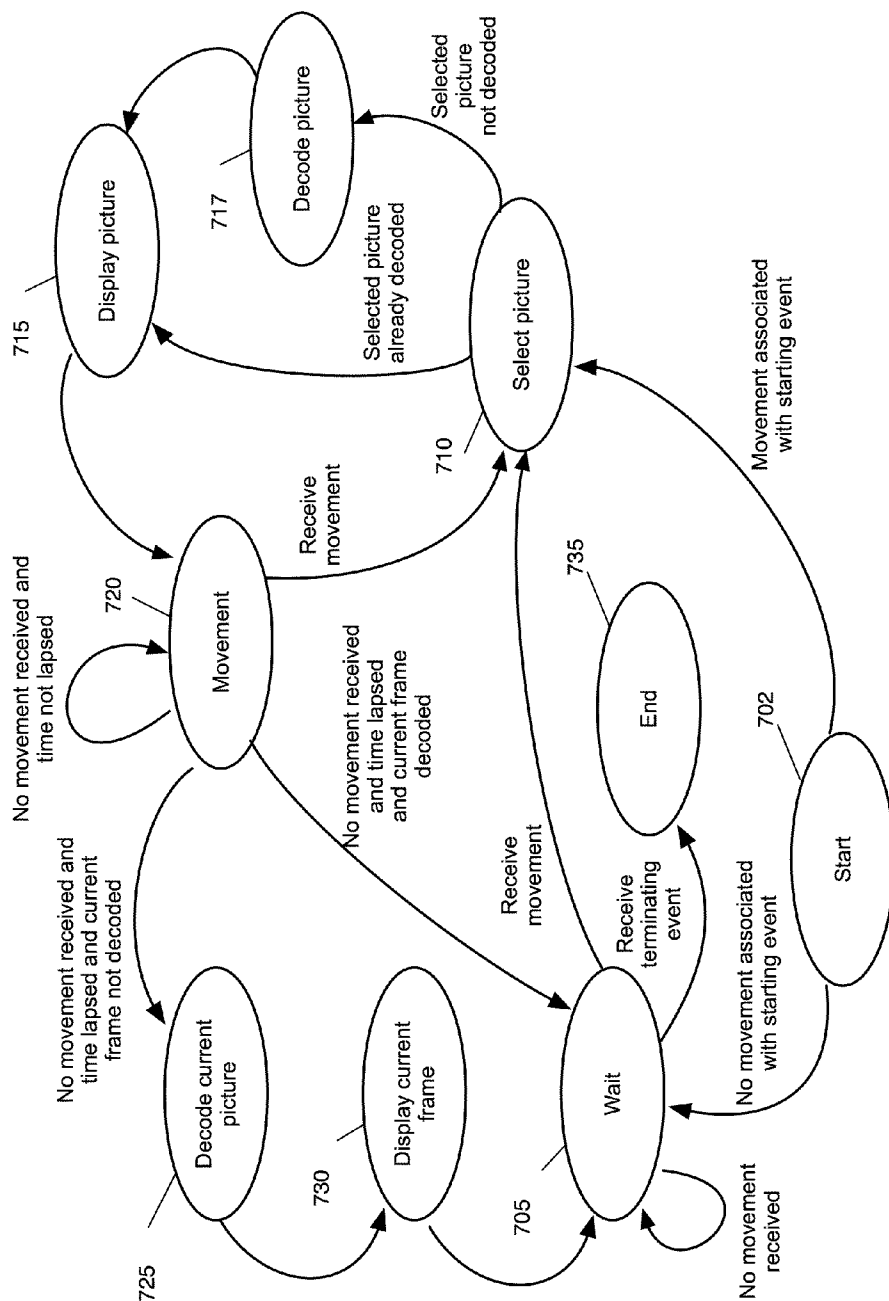 No movement received and
time lapsed and current
frame not decoded
No movement received and
time not lapsed
725
Decode current
picture
720
Movement
715
Display picture
730
Display current
frame
No movement received
and time lapsed
and current frame
decoded
Receive
movement
Selected picture
already decoded
717
Decode picture
Selected
picture
not decoded
705
Wait
Receive
movement
710
Select picture
Receive
terminating
event
735
End
No movement
received
No movement associated
with starting event
702
Start
Movement associated
with starting event